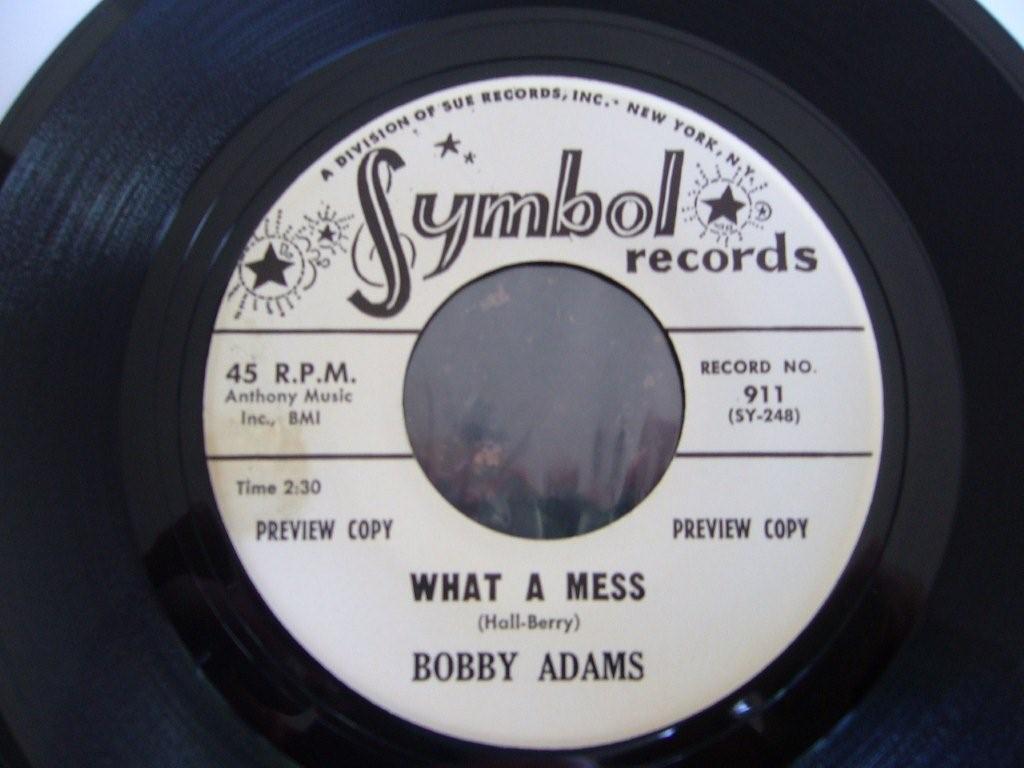 A DIVISION OF SUE RECORDS, INC. • NEW YORK, N.Y.
Symbol
records
45 R.P.M.
Anthony Music
Inc., BMI
RECORD NO.
911
(SY-248)
Time 2:30
PREVIEW COPY
PREVIEW COPY
WHAT A MESS
(Hall-Berry)
BOBBY ADAMS